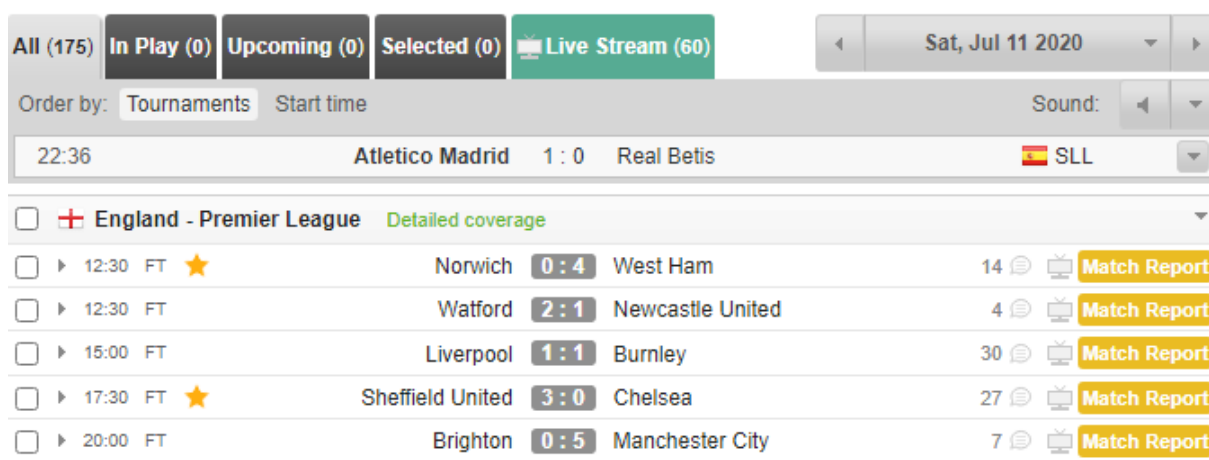 All (175) In Play (0) Upcoming (0) Selected (0) Live Stream (60) Sat, Jul 11 2020
Order by: Tournaments Start time Sound:
22:36 Atletico Madrid 1 : 0 Real Betis SLL
England - Premier League Detailed coverage
12:30 FT Norwich 0 : 4 West Ham 14 Match Report
12:30 FT Watford 2 : 1 Newcastle United 4 Match Report
15:00 FT Liverpool 1 : 1 Burnley 30 Match Report
17:30 FT Sheffield United 3 : 0 Chelsea 27 Match Report
20:00 FT Brighton 0 : 5 Manchester City 7 Match Report